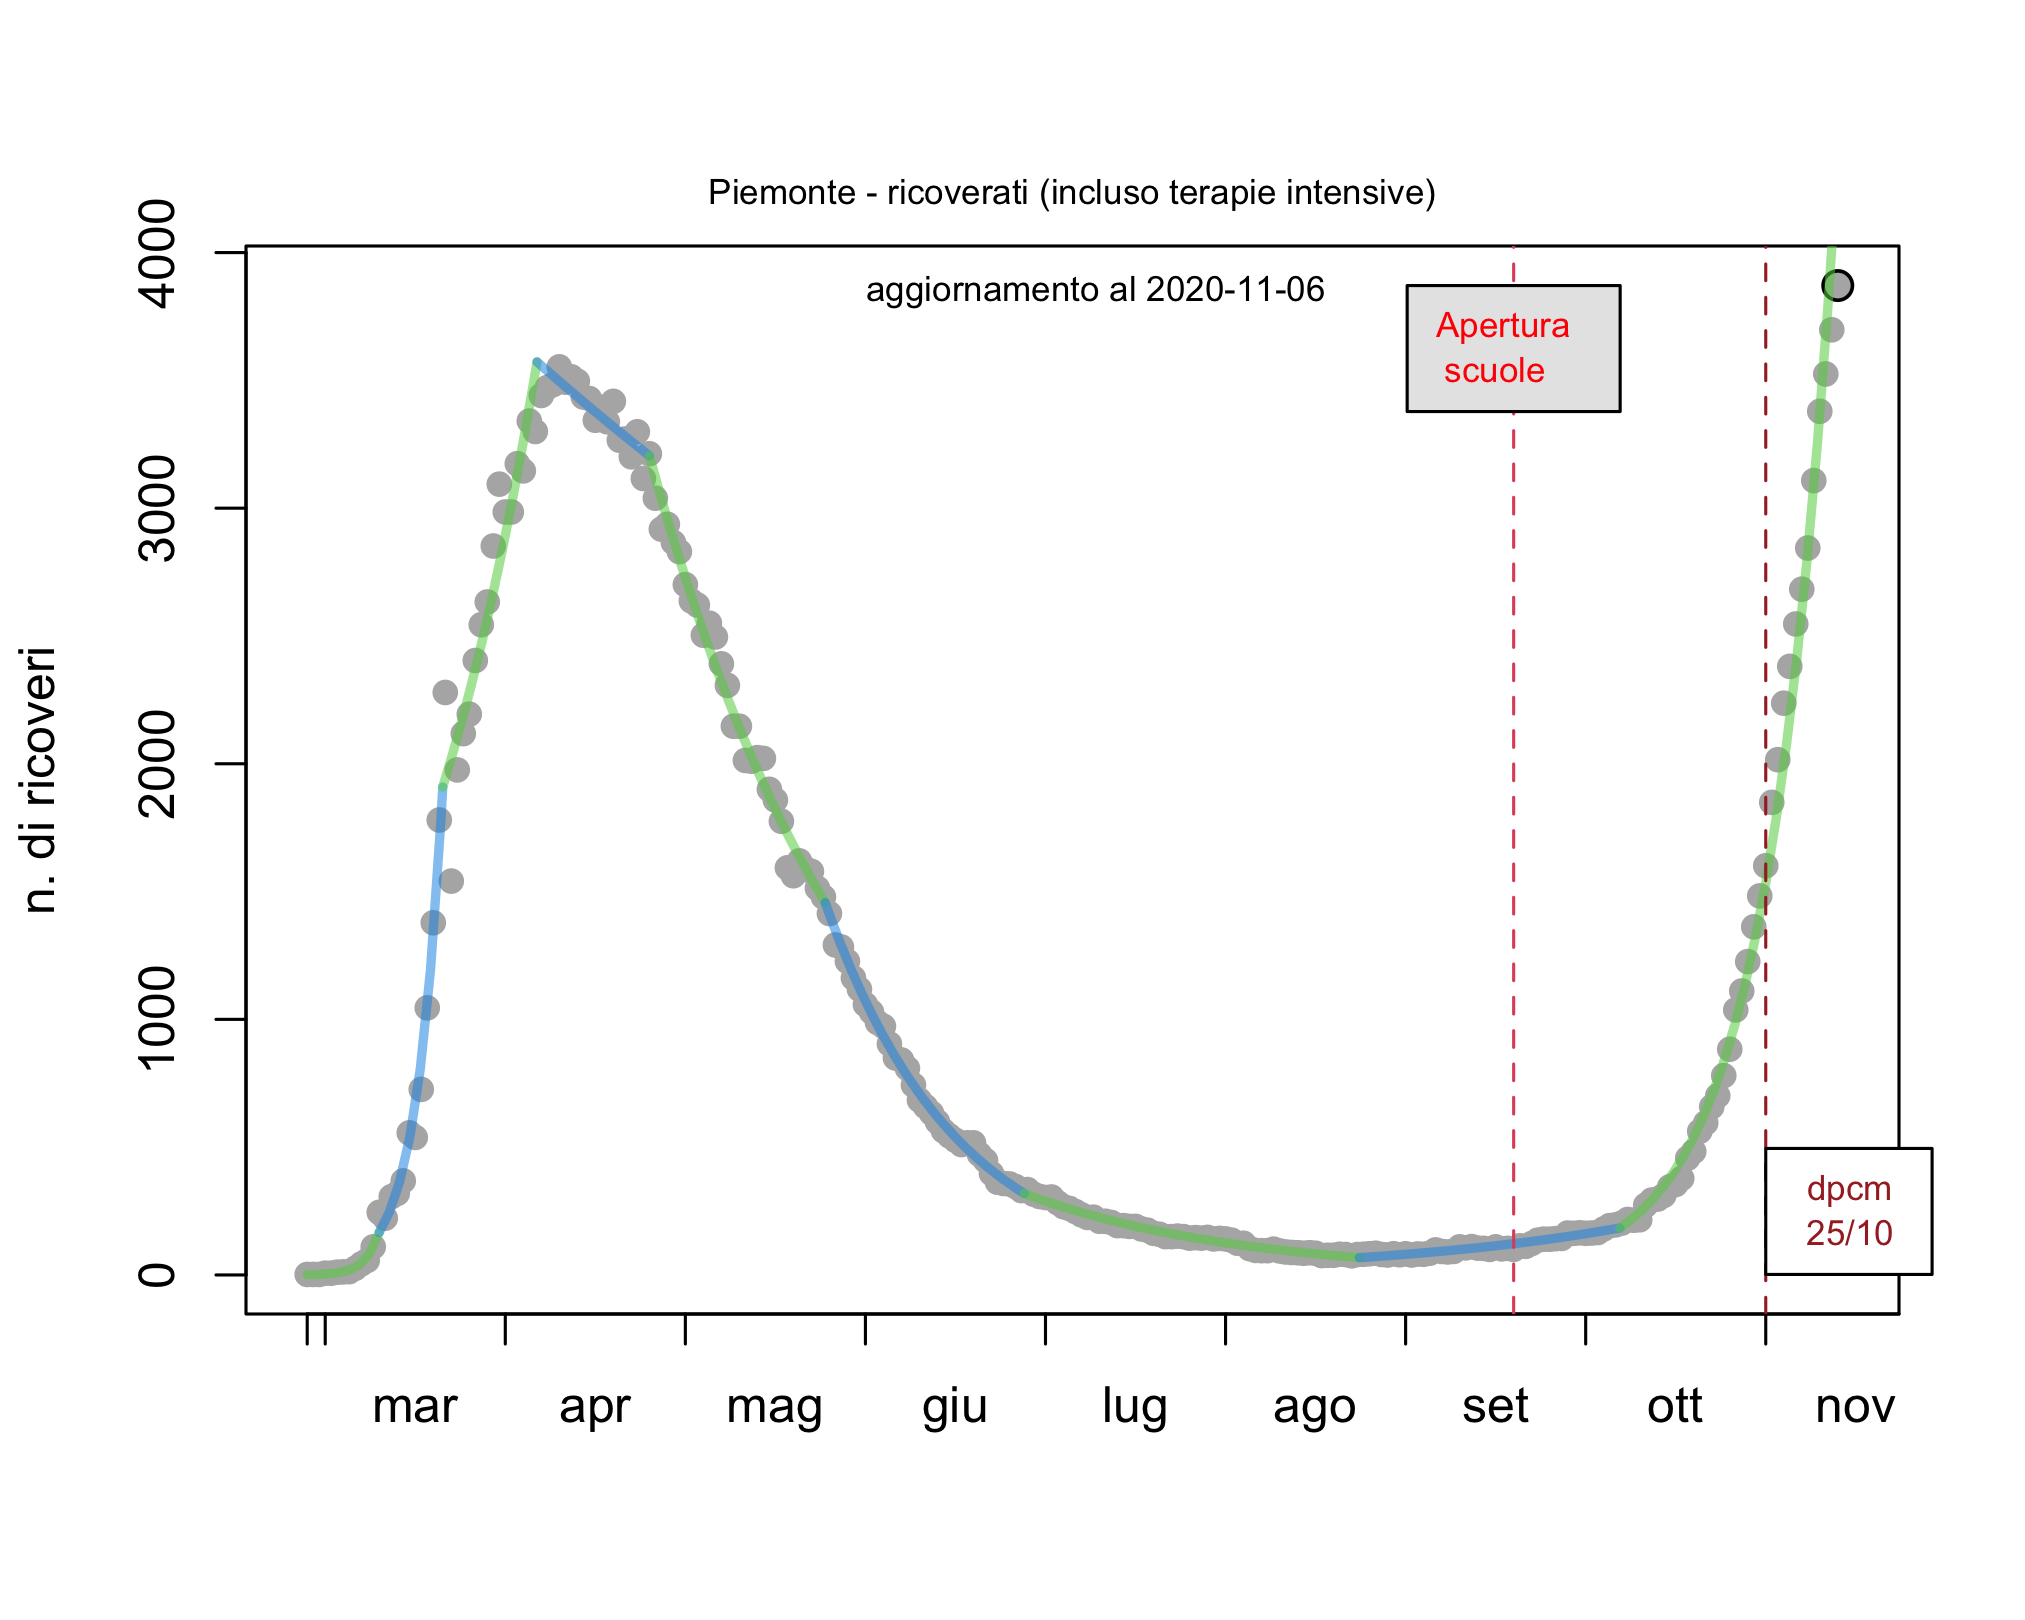 Piemonte - ricoverati (incluso terapie intensive)
aggiornamento al 2020-11-06
Apertura
scuole
dpcm
25/10
n. di ricoveri
4000
3000
2000
1000
0
mar apr mag giu lug ago set ott nov